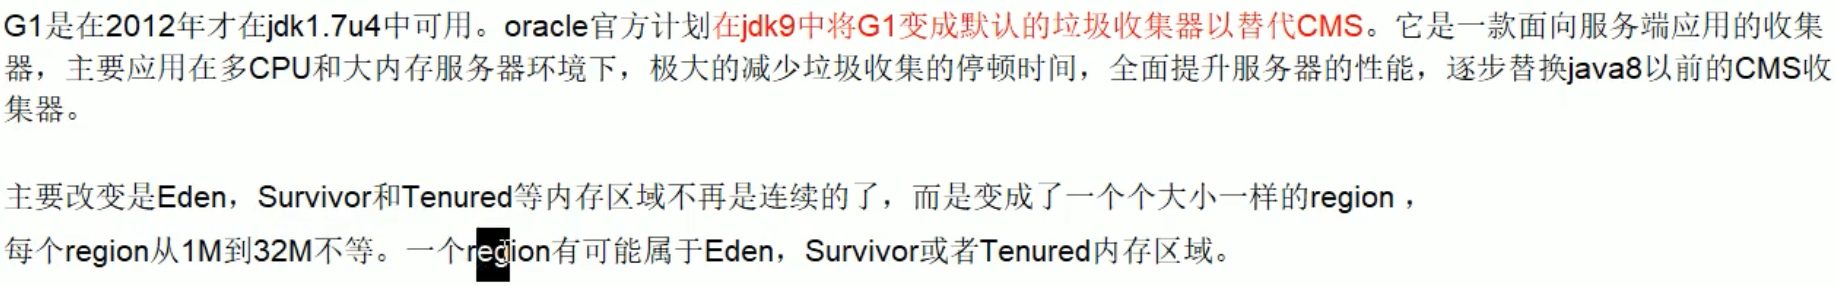 G1是在2012年才在jdk1.7u4中可用。oracle官方计划在jdk9中将G1变成默认的垃圾收集器以替代CMS。它是一款面向服务端应用的收集
器，主要应用在多CPU和大内存服务器环境下，极大的减少垃圾收集的停顿时间，全面提升服务器的性能，逐步替换java8以前的CMS收
集器。
主要改变是Eden，Survivor和Tenured等内存区域不再是连续的了，而是变成了一个个大小一样的region ，
每个region从1M到32M不等。一个region有可能属于Eden，Survivor或者Tenured内存区域。